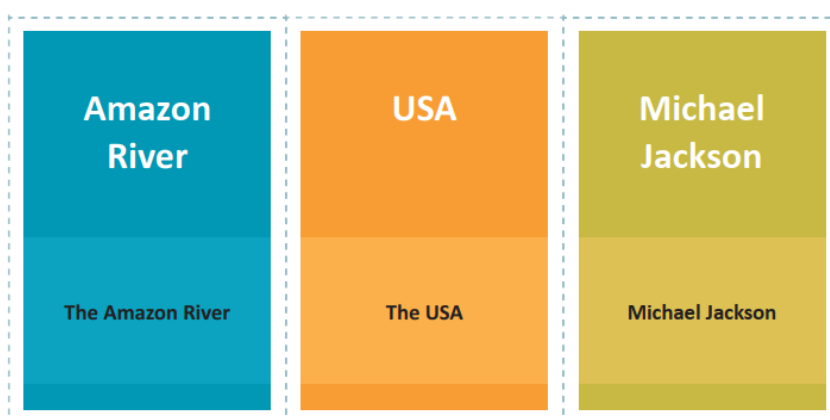 Amazon
River
USA
Michael
Jackson
The Amazon River
The USA
Michael Jackson